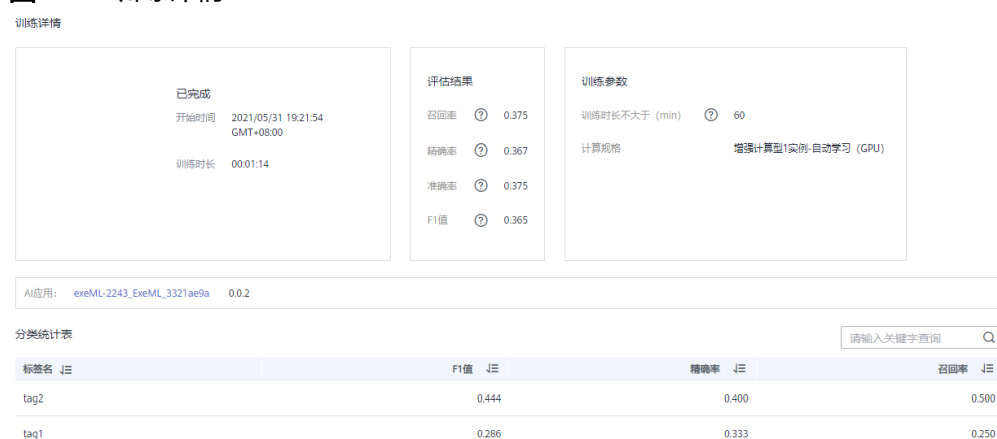 训练详情
已完成
开始时间 2021/05/31 19:21:54
GMT+08:00
训练时长 00:01:14
评估结果
召回率 ? 0.375
精确率 ? 0.367
准确率 ? 0.375
F1值 ? 0.365
训练参数
训练时长不大于 (min) ? 60
计算规格 增强计算型1实例-自动学习 (GPU)
AI应用: exeML-2243_ExeML_3321ae9a 0.0.2
分类统计表
请输入关键字查询
标签名 F1值 精确率 召回率
tag2 0.444 0.400 0.500
tag1 0.286 0.333 0.250